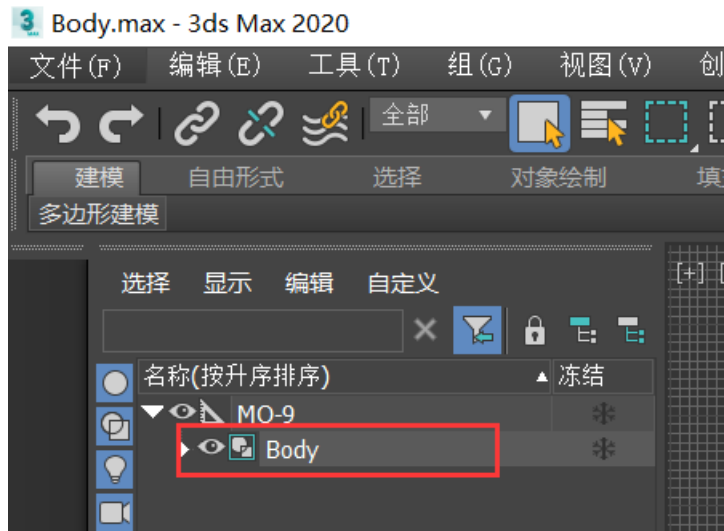 Body.max - 3ds Max 2020
文件(F) 编辑(E) 工具(T) 组(G) 视图(V) 创
全部
建模 自由形式 选择 对象绘制 填
多边形建模
选择 显示 编辑 自定义 [+]
名称(按升序排序) 冻结
MO-9
Body